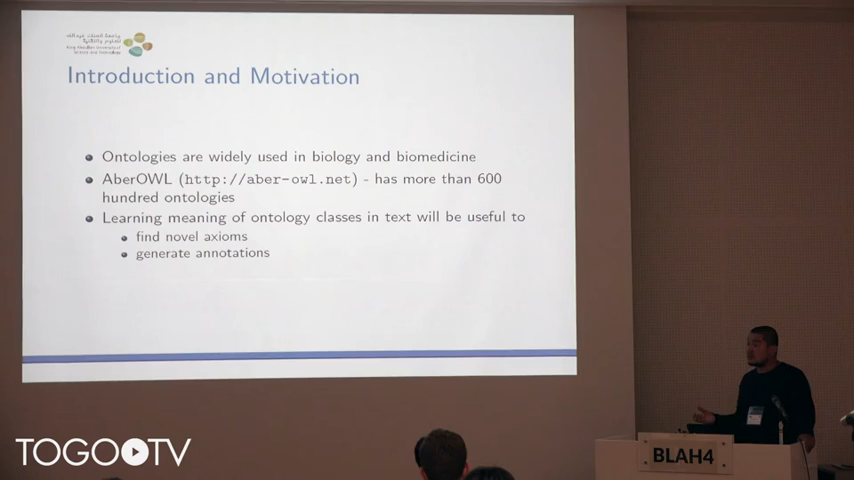 Introduction and Motivation
Ontologies are widely used in biology and biomedicine
AberOWL (http://aber-owl.net) - has more than 600
hundred ontologies
Learning meaning of ontology classes in text will be useful to
find novel axioms
generate annotations
BLAH4
TOGOTV